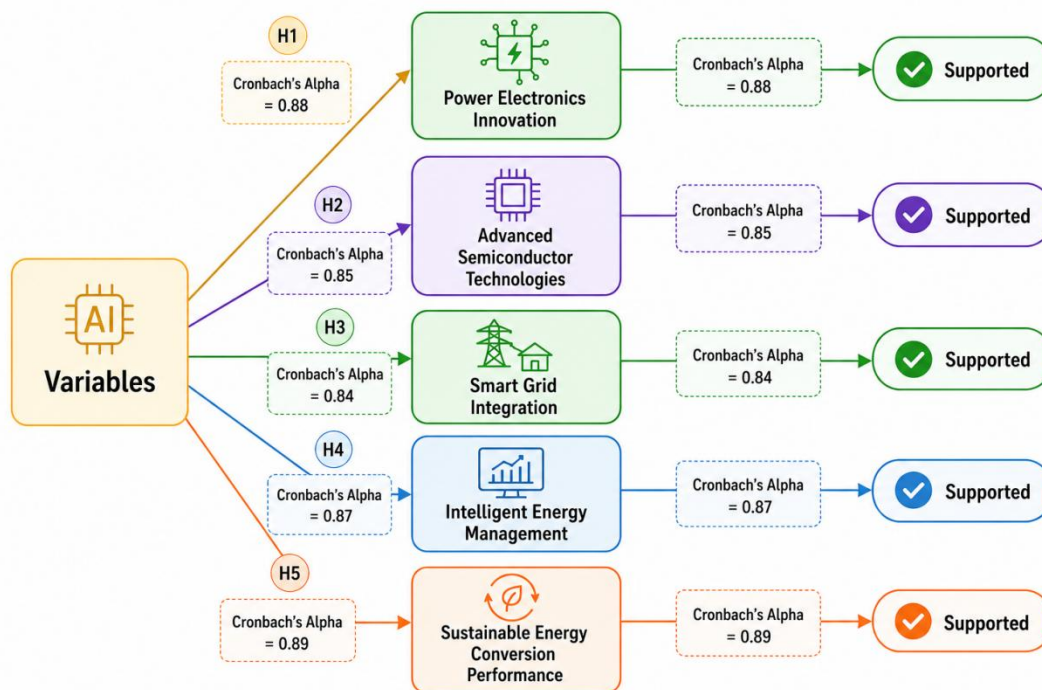 H1
Cronbach's Alpha
= 0.88
Power Electronics
Innovation
Cronbach's Alpha
= 0.88
Supported
H2
Cronbach's Alpha
= 0.85
Advanced
Semiconductor
Technologies
Cronbach's Alpha
= 0.85
Supported
AI
Variables
H3
Cronbach's Alpha
= 0.84
Smart Grid
Integration
Cronbach's Alpha
= 0.84
Supported
H4
Cronbach's Alpha
= 0.87
Intelligent Energy
Management
Cronbach's Alpha
= 0.87
Supported
H5
Cronbach's Alpha
= 0.89
Sustainable Energy
Conversion
Performance
Cronbach's Alpha
= 0.89
Supported